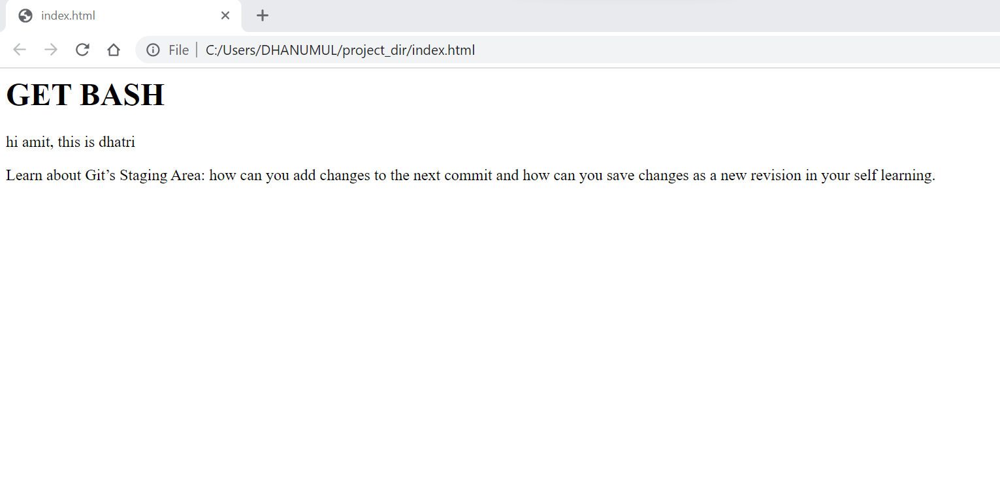 index.html
File
C:/Users/DHANUMUL/project_dir/index.html
GET BASH
hi amit, this is dhatri
Learn about Git’s Staging Area: how can you add changes to the next commit and how can you save changes as a new revision in your self learning.